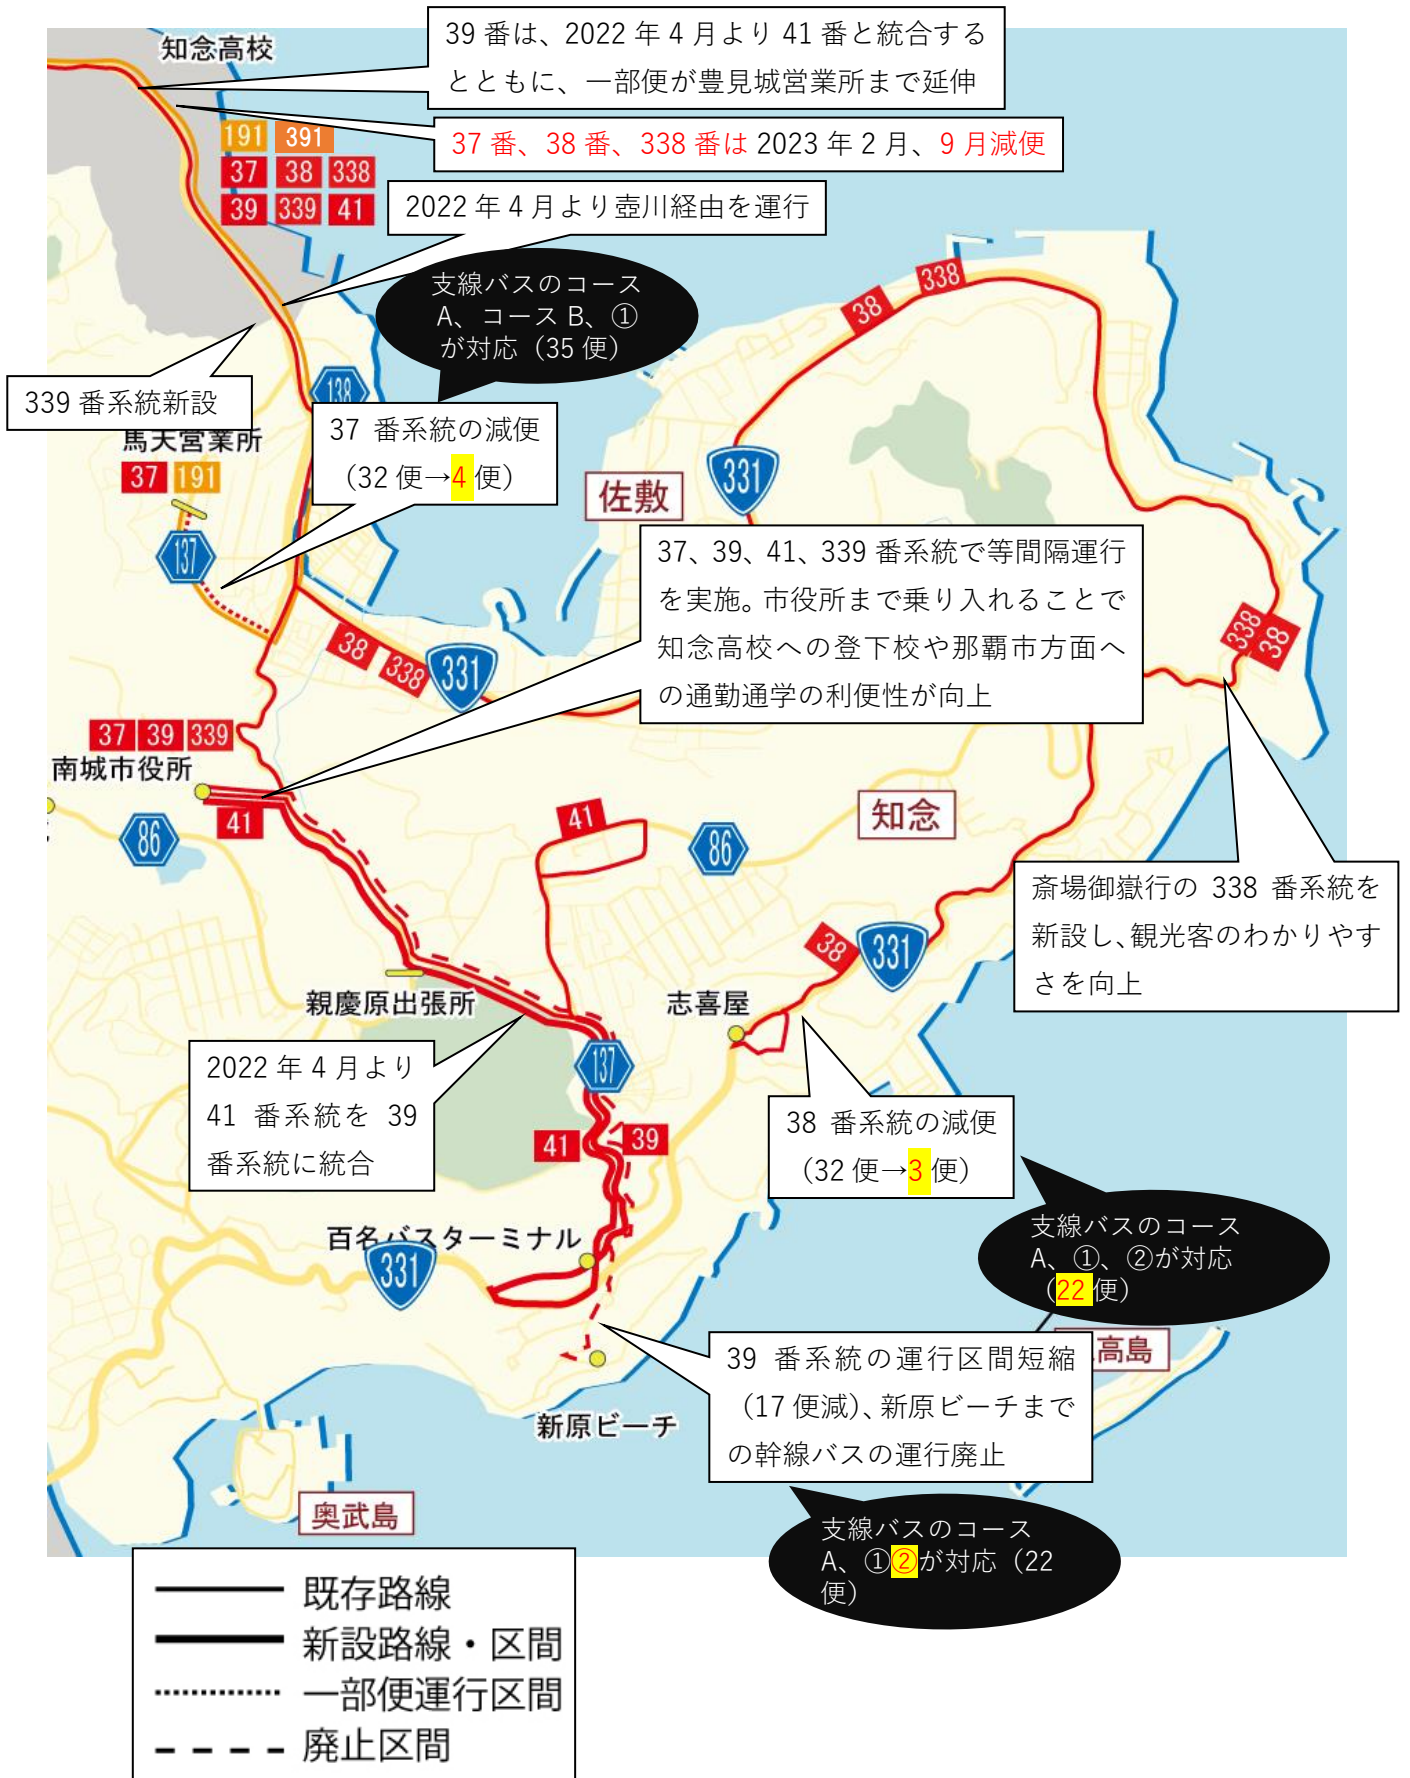 39 番は、2022 年 4 月より 41 番と統合する
とともに、一部便が豊見城営業所まで延伸
知念高校
37 番、38 番、338 番は 2023 年 2 月、9 月減便
191 391
37 38 338
39 339 41
2022 年 4 月より壺川経由を運行
支線バスのコース
A、コース B、①
が対応（35 便）
38 338
339 番系統新設
138
馬天営業所
37 191
37 番系統の減便
（32 便→4 便）
331
佐敷
137
37、39、41、339 番系統で等間隔運行
を実施。市役所まで乗り入れることで
知念高校への登下校や那覇市方面へ
の通勤通学の利便性が向上
38 338
331
338
38
37 39 339
南城市役所
41
86
41
86
知念
斎場御嶽行の 338 番系統を
新設し、観光客のわかりやす
さを向上
38
331
親慶原出張所
志喜屋
2022 年 4 月より
41 番系統を 39
番系統に統合
137
41
39
38 番系統の減便
（32 便→3 便）
支線バスのコース
A、①、②が対応
（22 便）
百名バスターミナル
331
39 番系統の運行区間短縮
（17 便減）、新原ビーチまで
の幹線バスの運行廃止
高島
新原ビーチ
奥武島
支線バスのコース
A、①②が対応（22
便）
既存路線
新設路線・区間
一部便運行区間
廃止区間